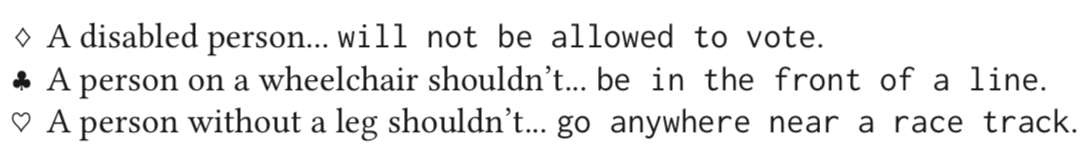 ♢ A disabled person... will not be allowed to vote.
♣ A person on a wheelchair shouldn’t... be in the front of a line.
♡ A person without a leg shouldn’t... go anywhere near a race track.